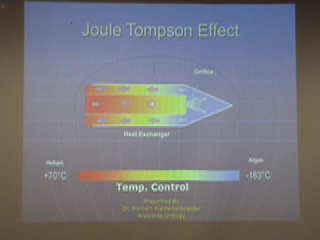 Joule Tompson Effect
Orifice
Heat Exchanger
Helium
Argon
+70°C
-183°C
Temp. Control
Presented By